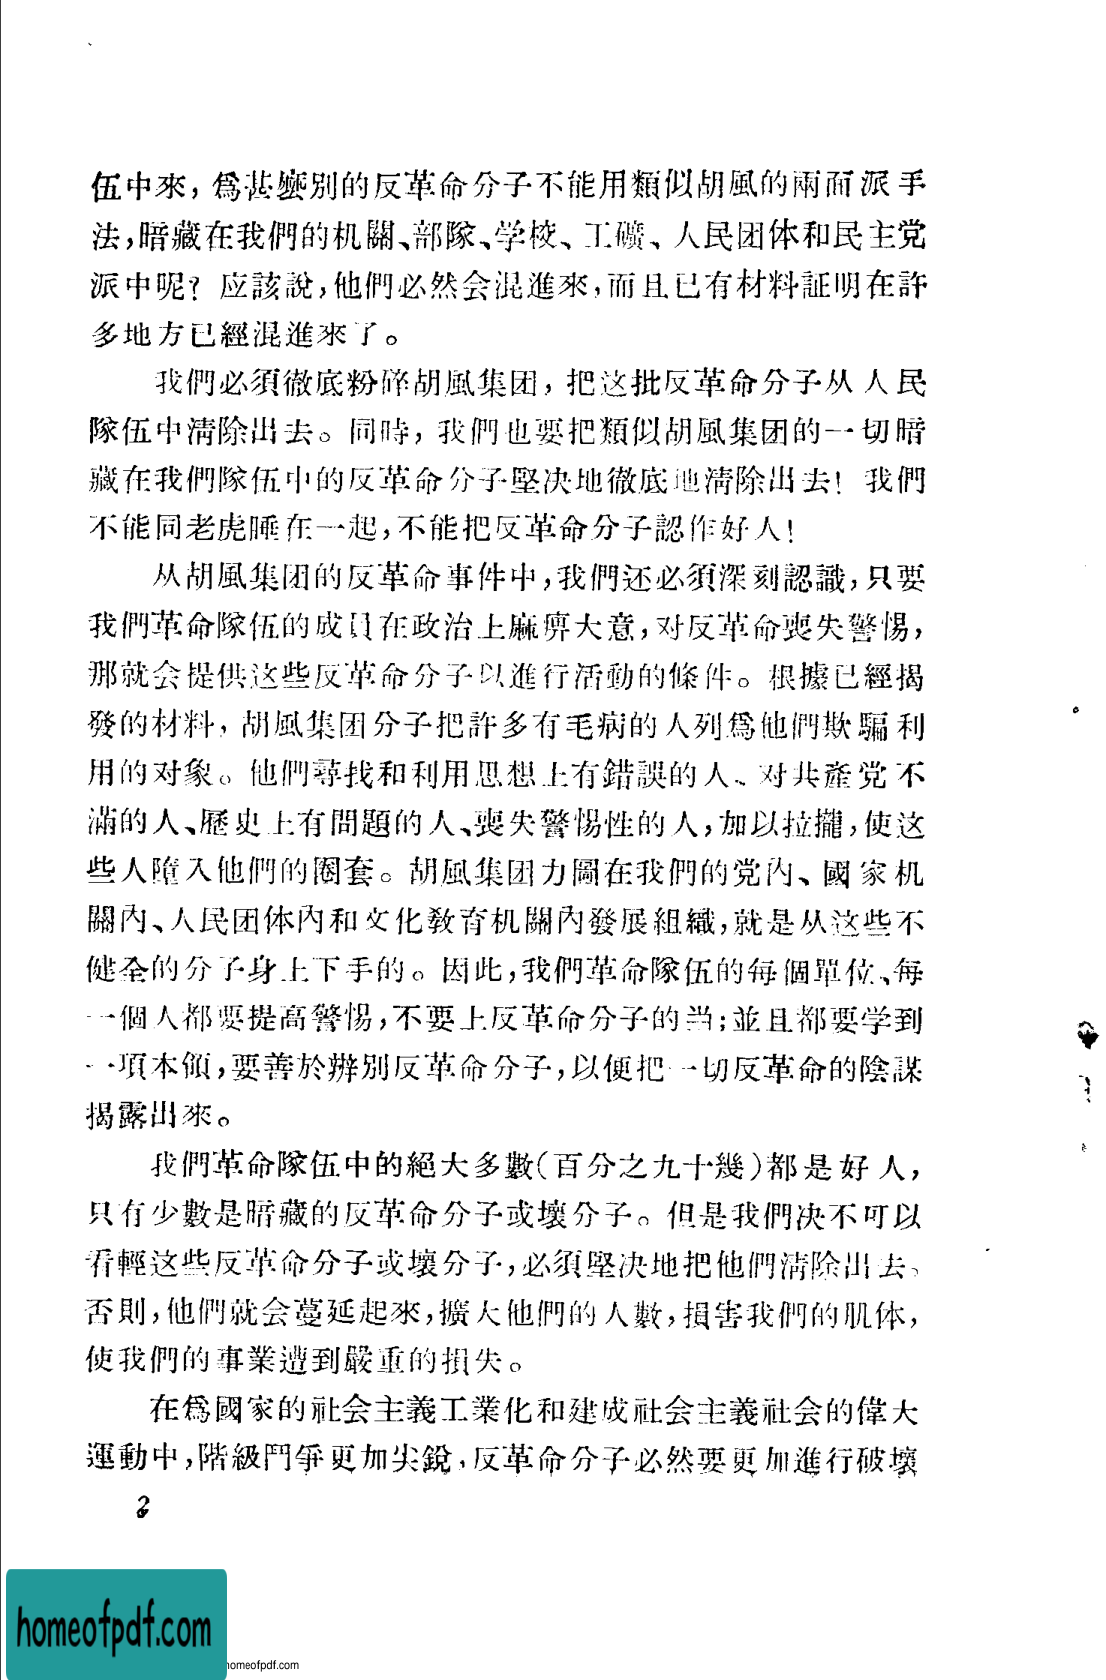 伍中來，爲甚麼別的反革命分子不能用類似胡風的兩面派手
法，暗藏在我們的机關、部隊、学校、工礦、人民团体和民主党
派中呢？应該說，他們必然会混進來，而且已有材料証明在許
多地方已經混進來了。
我們必須徹底粉碎胡風集团，把这批反革命分子从人民
隊伍中淸除出去。同時，我們也要把類似胡風集团的一切暗
藏在我們隊伍中的反革命分子堅决地徹底地淸除出去！我們
不能同老虎睡在一起，不能把反革命分子認作好人！
从胡風集团的反革命事件中，我們还必須深刻認識，只要
我們革命隊伍的成員在政治上麻痹大意，对反革命喪失警惕，
那就会提供这些反革命分子以進行活動的條件。根據已經揭
發的材料，胡風集团分子把許多有毛病的人列爲他們欺騙利
用的对象。他們尋找和利用思想上有錯誤的人、对共產党不
滿的人、歷史上有問題的人、喪失警惕性的人，加以拉攏，使这
些人墮入他們的圈套。胡風集团力圖在我們的党內、國家机
關內、人民团体內和文化教育机關內發展組織，就是从这些不
健全的分子身上下手的。因此，我們革命隊伍的每個單位、每
一個人都要提高警惕，不要上反革命分子的当；並且都要学到
一項本領，要善於辨別反革命分子，以便把一切反革命的陰謀
揭露出來。
我們革命隊伍中的絕大多數（百分之九十幾）都是好人，
只有少數是暗藏的反革命分子或壞分子。但是我們决不可以
看輕这些反革命分子或壞分子，必須堅决地把他們淸除出去。
否則，他們就会蔓延起來，擴大他們的人數，損害我們的肌体，
使我們的事業遭到嚴重的損失。
在爲國家的社会主義工業化和建成社会主義社会的偉大
運動中，階級鬥爭更加尖銳，反革命分子必然要更加進行破壞
2
homeofpdf.com
homeofpdf.com